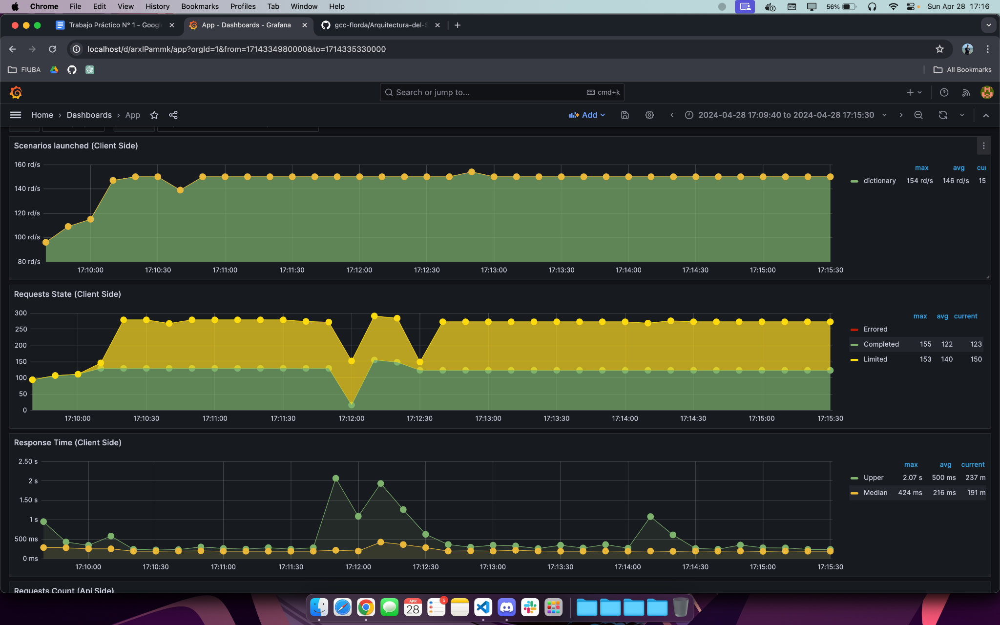 Chrome File Edit View History Bookmarks Profiles Tab Window Help 56% Sun Apr 28 17:16
Trabajo Práctico N° 1 - Googl App - Dashboards - Grafana gcc-florda/Arquitectura-del-S
localhost/d/arxIPammk/app?orgId=1&from=1714334980000&to=1714335330000
FIUBA All Bookmarks
Search or jump to... cmd+k
Home › Dashboards › App Add 2024-04-28 17:09:40 to 2024-04-28 17:15:30
Scenarios launched (Client Side)
160 rd/s
140 rd/s
120 rd/s
100 rd/s
80 rd/s
17:10:00 17:10:30 17:11:00 17:11:30 17:12:00 17:12:30 17:13:00 17:13:30 17:14:00 17:14:30 17:15:00 17:15:30
max avg cur
dictionary 154 rd/s 146 rd/s 15
Requests State (Client Side)
300
250
200
150
100
50
0
17:10:00 17:10:30 17:11:00 17:11:30 17:12:00 17:12:30 17:13:00 17:13:30 17:14:00 17:14:30 17:15:00 17:15:30
max avg current
Errored
Completed 155 122 123
Limited 153 140 150
Response Time (Client Side)
2.50 s
2 s
1.50 s
1 s
500 ms
0 ms
17:10:00 17:10:30 17:11:00 17:11:30 17:12:00 17:12:30 17:13:00 17:13:30 17:14:00 17:14:30 17:15:00 17:15:30
max avg current
Upper 2.07 s 500 ms 237 m
Median 424 ms 216 ms 191 m
Requests Count (Api Side)
APR
28
5